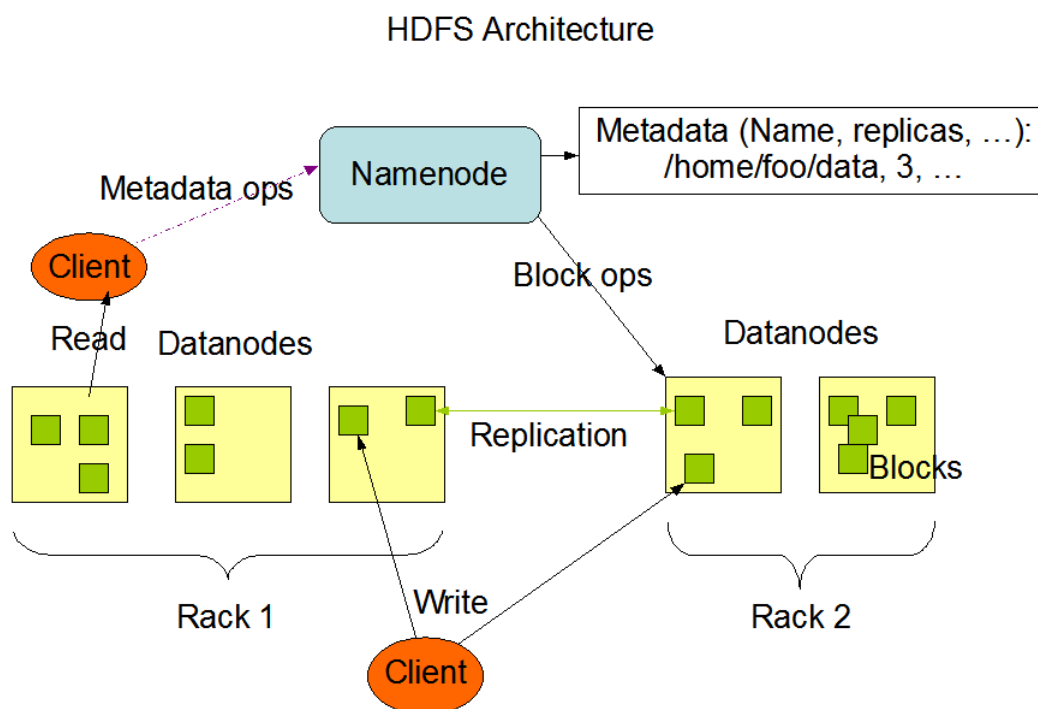 HDFS Architecture
Metadata (Name, replicas, …):
/home/foo/data, 3, …
Namenode
Metadata ops
Client
Block ops
Read
Datanodes
Datanodes
Replication
Blocks
Rack 1
Write
Rack 2
Client